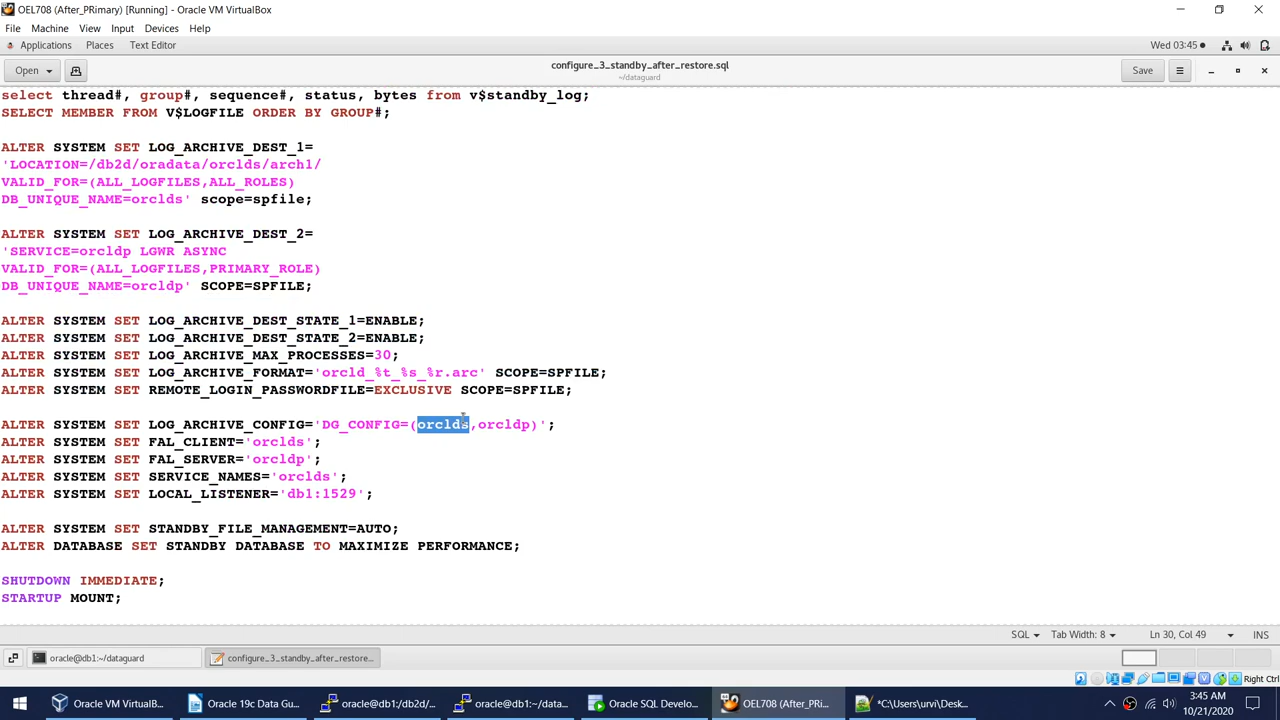 OEL708 (After_PRimary) [Running] - Oracle VM VirtualBox
File Machine View Input Devices Help
Applications Places Text Editor Wed 03:45
Open configure_3_standby_after_restore.sql Save
~/dataguard
select thread#, group#, sequence#, status, bytes from v$standby_log;
SELECT MEMBER FROM V$LOGFILE ORDER BY GROUP#;
ALTER SYSTEM SET LOG_ARCHIVE_DEST_1=
'LOCATION=/db2d/oradata/orclds/arch1/
VALID_FOR=(ALL_LOGFILES,ALL_ROLES)
DB_UNIQUE_NAME=orclds' scope=spfile;
ALTER SYSTEM SET LOG_ARCHIVE_DEST_2=
'SERVICE=orcldp LGWR ASYNC
VALID_FOR=(ALL_LOGFILES,PRIMARY_ROLE)
DB_UNIQUE_NAME=orcldp' SCOPE=SPFILE;
ALTER SYSTEM SET LOG_ARCHIVE_DEST_STATE_1=ENABLE;
ALTER SYSTEM SET LOG_ARCHIVE_DEST_STATE_2=ENABLE;
ALTER SYSTEM SET LOG_ARCHIVE_MAX_PROCESSES=30;
ALTER SYSTEM SET LOG_ARCHIVE_FORMAT='orcld_%t_%s_%r.arc' SCOPE=SPFILE;
ALTER SYSTEM SET REMOTE_LOGIN_PASSWORDFILE=EXCLUSIVE SCOPE=SPFILE;
ALTER SYSTEM SET LOG_ARCHIVE_CONFIG='DG_CONFIG=(orclds,orcldp)';
ALTER SYSTEM SET FAL_CLIENT='orclds';
ALTER SYSTEM SET FAL_SERVER='orcldp';
ALTER SYSTEM SET SERVICE_NAMES='orclds';
ALTER SYSTEM SET LOCAL_LISTENER='db1:1529';
ALTER SYSTEM SET STANDBY_FILE_MANAGEMENT=AUTO;
ALTER DATABASE SET STANDBY DATABASE TO MAXIMIZE PERFORMANCE;
SHUTDOWN IMMEDIATE;
STARTUP MOUNT;
SQL Tab Width: 8 Ln 30, Col 49 INS
oracle@db1:~/dataguard configure_3_standby_after_restore...
Right Ctrl
Oracle VM VirtualB... Oracle 19c Data Gu... oracle@db1:/db2d/... oracle@db1:~/data... Oracle SQL Develo... OEL708 (After_PRi... *C:\Users\urvi\Desk... 3:45 AM
10/21/2020